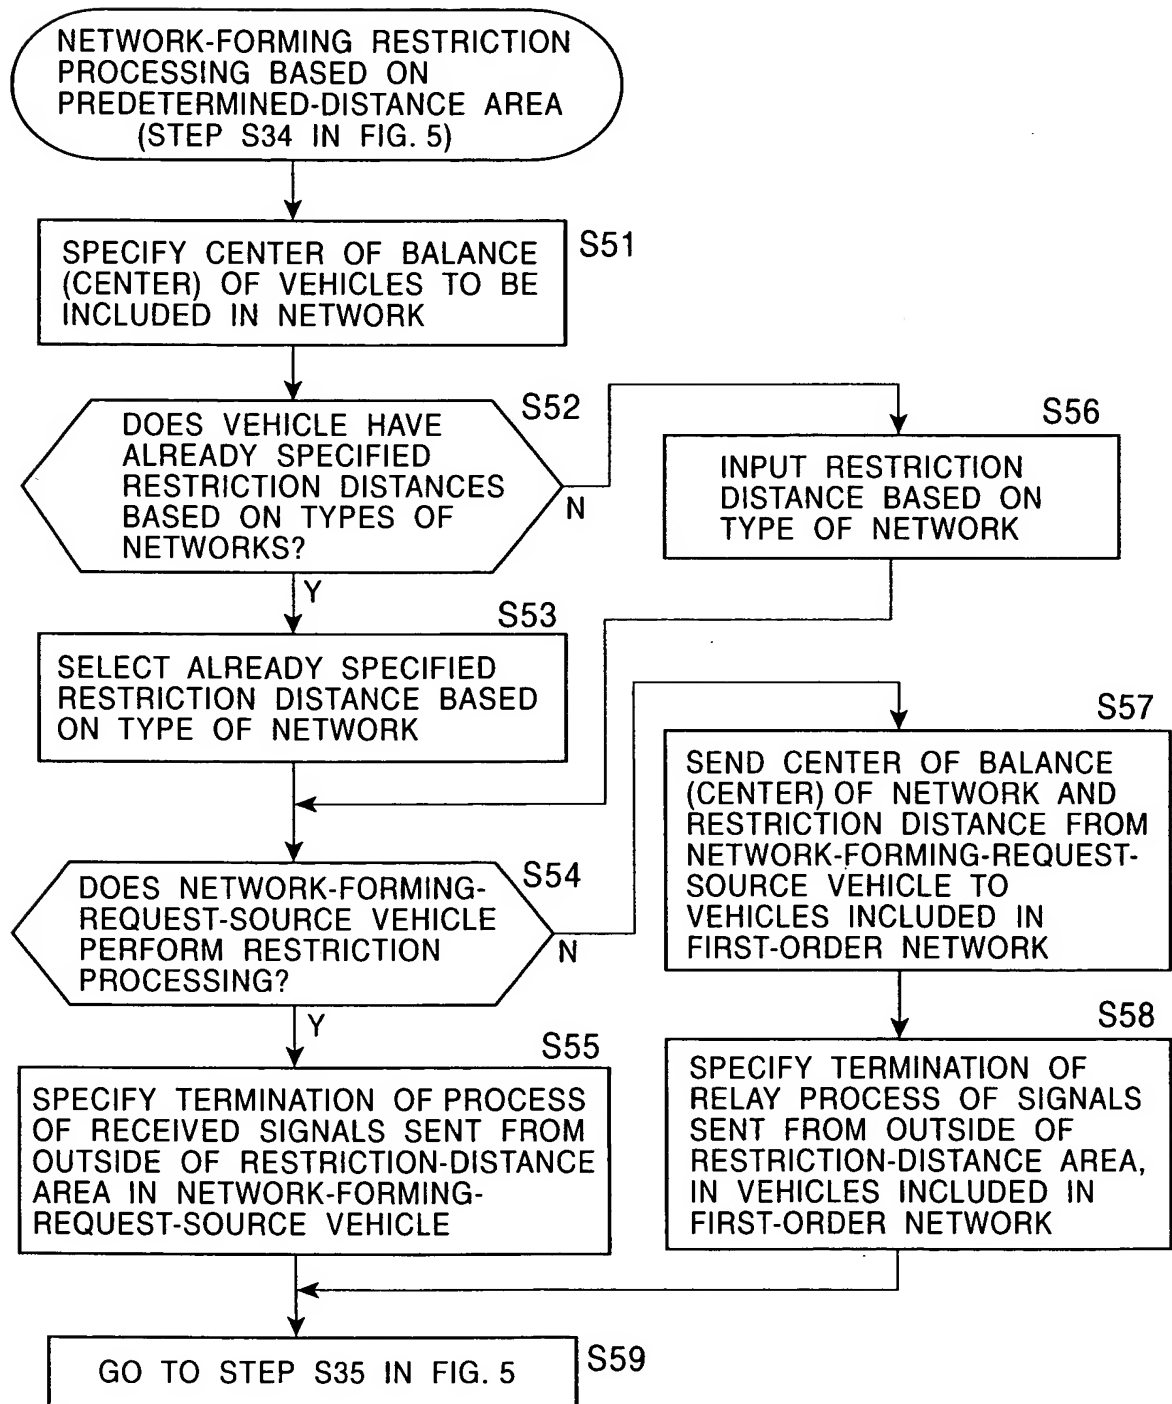 NETWORK-FORMING RESTRICTION
PROCESSING BASED ON
PREDETERMINED-DISTANCE AREA
(STEP S34 IN FIG. 5)
S51
SPECIFY CENTER OF BALANCE
(CENTER) OF VEHICLES TO BE
INCLUDED IN NETWORK
S52
DOES VEHICLE HAVE
ALREADY SPECIFIED
RESTRICTION DISTANCES
BASED ON TYPES OF
NETWORKS?
N
Y
S56
INPUT RESTRICTION
DISTANCE BASED ON
TYPE OF NETWORK
S53
SELECT ALREADY SPECIFIED
RESTRICTION DISTANCE BASED
ON TYPE OF NETWORK
S54
DOES NETWORK-FORMING-
REQUEST-SOURCE VEHICLE
PERFORM RESTRICTION
PROCESSING?
N
Y
S57
SEND CENTER OF BALANCE
(CENTER) OF NETWORK AND
RESTRICTION DISTANCE FROM
NETWORK-FORMING-REQUEST-
SOURCE VEHICLE TO
VEHICLES INCLUDED IN
FIRST-ORDER NETWORK
S55
SPECIFY TERMINATION OF PROCESS
OF RECEIVED SIGNALS SENT FROM
OUTSIDE OF RESTRICTION-DISTANCE
AREA IN NETWORK-FORMING-
REQUEST-SOURCE VEHICLE
S58
SPECIFY TERMINATION OF
RELAY PROCESS OF SIGNALS
SENT FROM OUTSIDE OF
RESTRICTION-DISTANCE AREA,
IN VEHICLES INCLUDED IN
FIRST-ORDER NETWORK
GO TO STEP S35 IN FIG. 5
S59